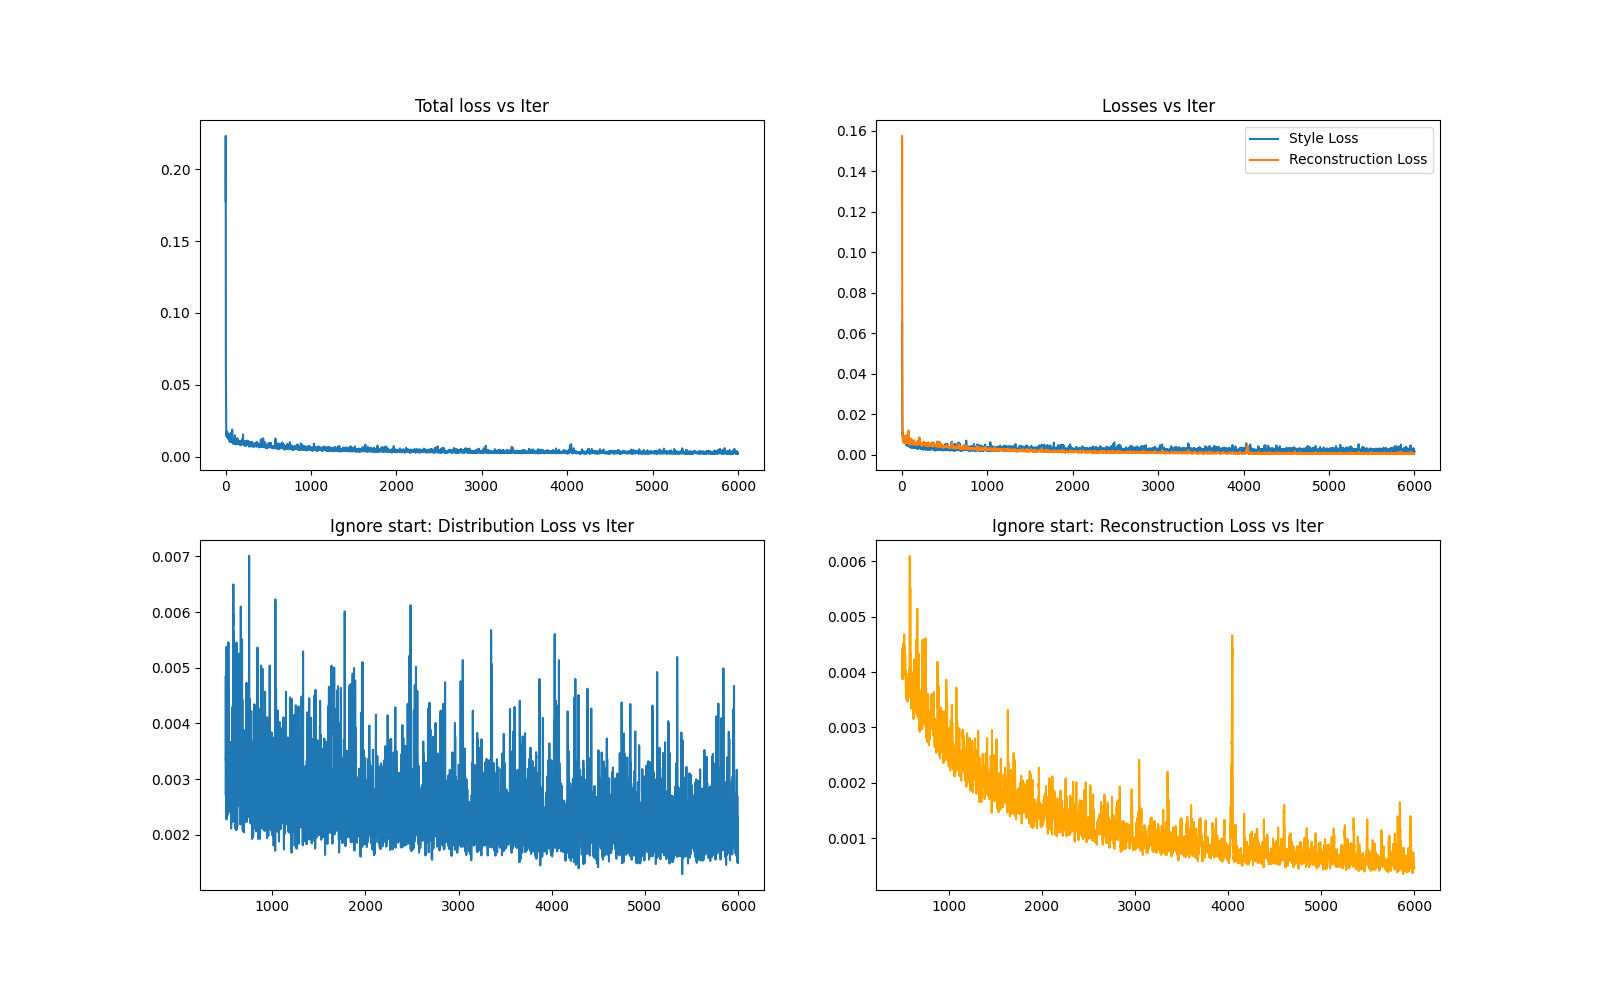 Total loss vs Iter
0.20
0.15
0.10
0.05
0.00
0 1000 2000 3000 4000 5000 6000
Losses vs Iter
Style Loss
Reconstruction Loss
0.16
0.14
0.12
0.10
0.08
0.06
0.04
0.02
0.00
0 1000 2000 3000 4000 5000 6000
Ignore start: Distribution Loss vs Iter
0.007
0.006
0.005
0.004
0.003
0.002
1000 2000 3000 4000 5000 6000
Ignore start: Reconstruction Loss vs Iter
0.006
0.005
0.004
0.003
0.002
0.001
1000 2000 3000 4000 5000 6000